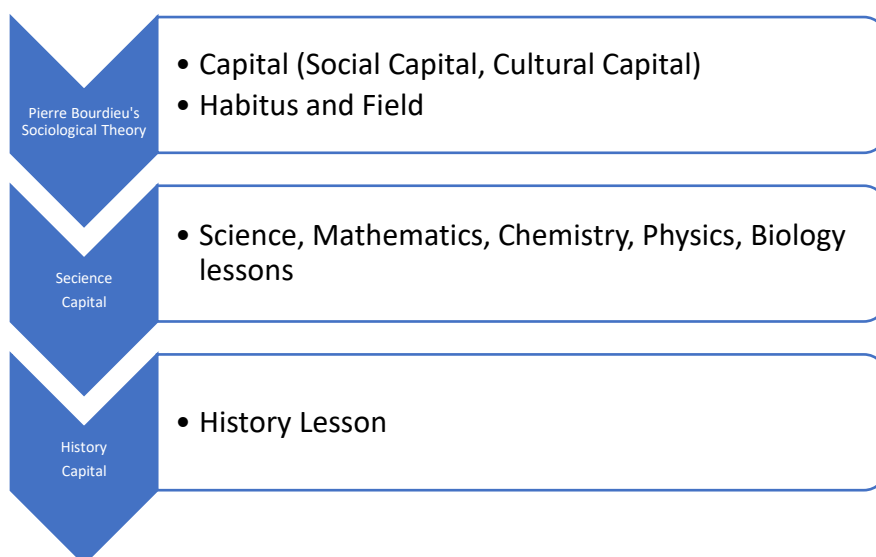 Pierre Bourdieu's
Sociological Theory
• Capital (Social Capital, Cultural Capital)
• Habitus and Field
Secience
Capital
• Science, Mathematics, Chemistry, Physics, Biology
lessons
History
Capital
• History Lesson